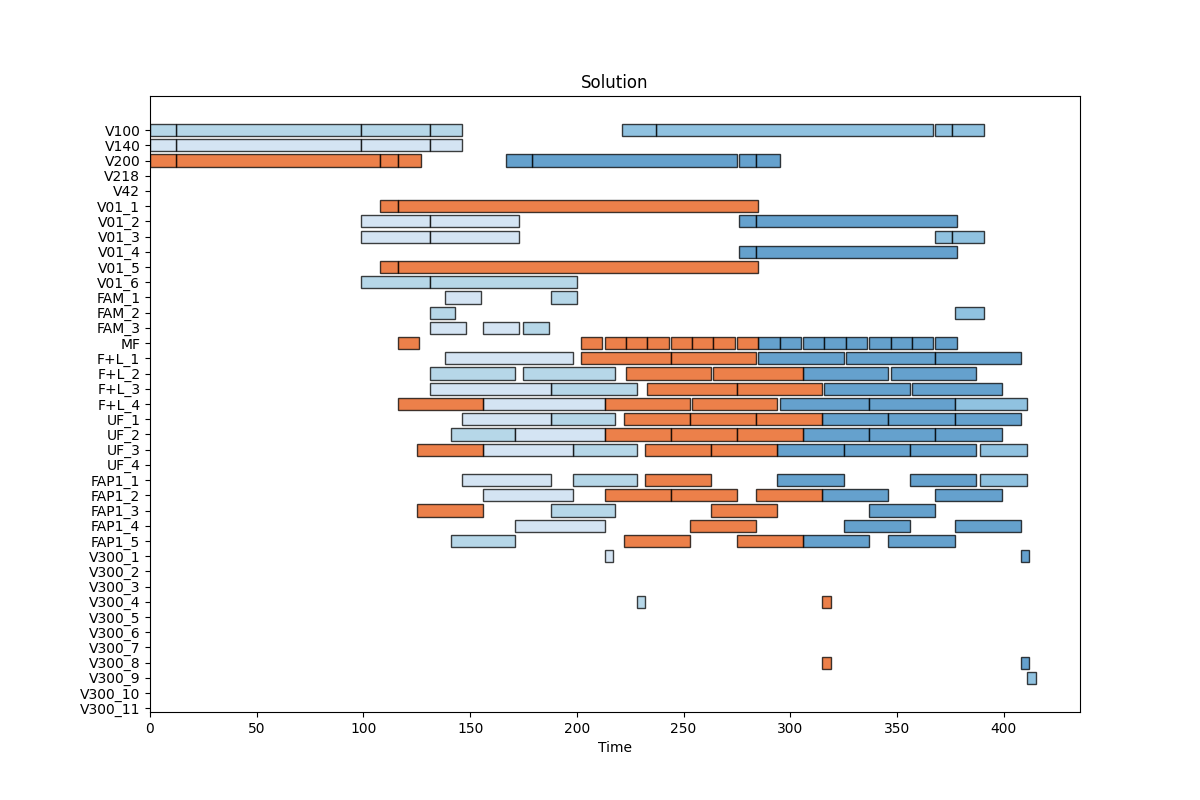 Solution
V100
V140
V200
V218
V42
V01_1
V01_2
V01_3
V01_4
V01_5
V01_6
FAM_1
FAM_2
FAM_3
MF
F+L_1
F+L_2
F+L_3
F+L_4
UF_1
UF_2
UF_3
UF_4
FAP1_1
FAP1_2
FAP1_3
FAP1_4
FAP1_5
V300_1
V300_2
V300_3
V300_4
V300_5
V300_6
V300_7
V300_8
V300_9
V300_10
V300_11
0 50 100 150 200 250 300 350 400
Time